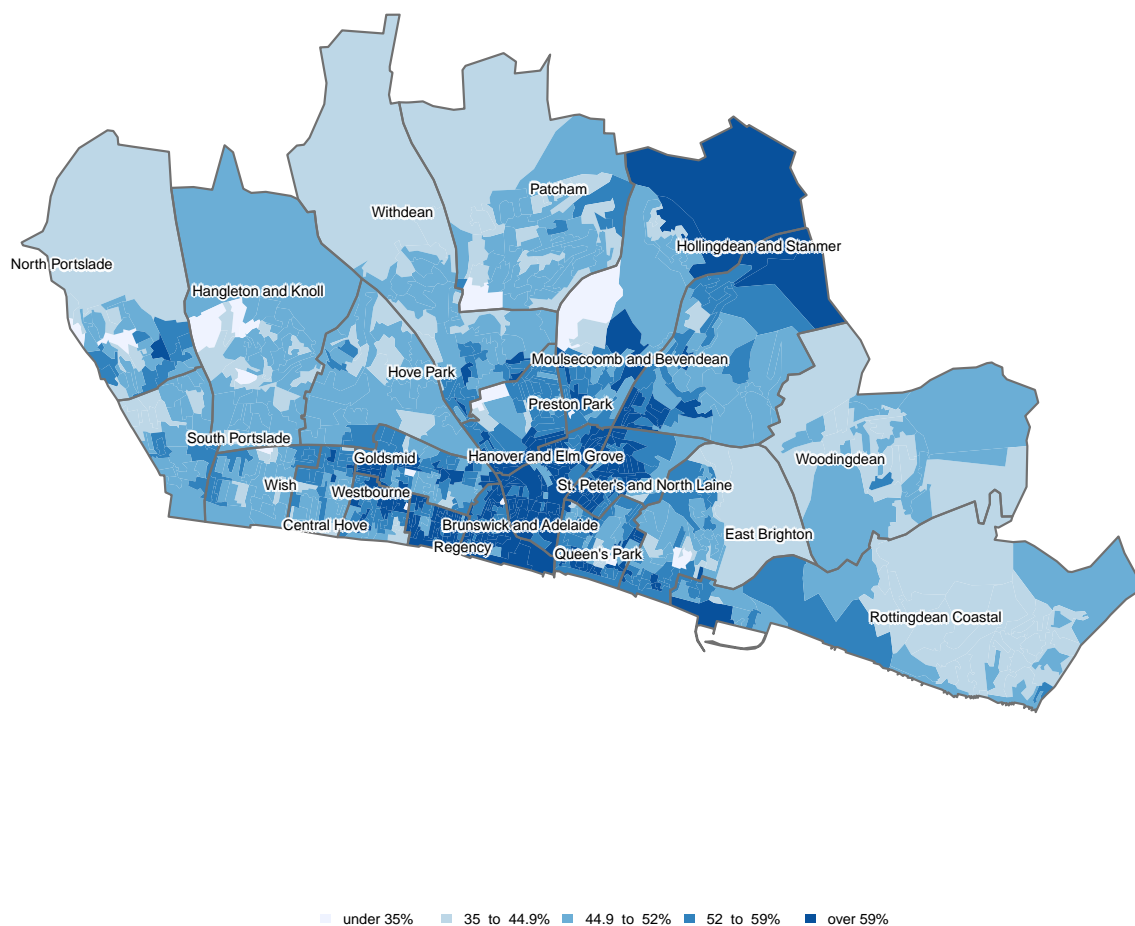 Patcham
Withdean
Hollingdean and Stanmer
North Portslade
Hangleton and Knoll
Moulsecoomb and Bevendean
Hove Park
Preston Park
South Portslade
Goldsmid
Hanover and Elm Grove
Woodingdean
Wish
Westbourne
St. Peter's and North Laine
Central Hove
Brunswick and Adelaide
East Brighton
Regency
Queen's Park
Rottingdean Coastal
under 35% 35 to 44.9% 44.9 to 52% 52 to 59% over 59%